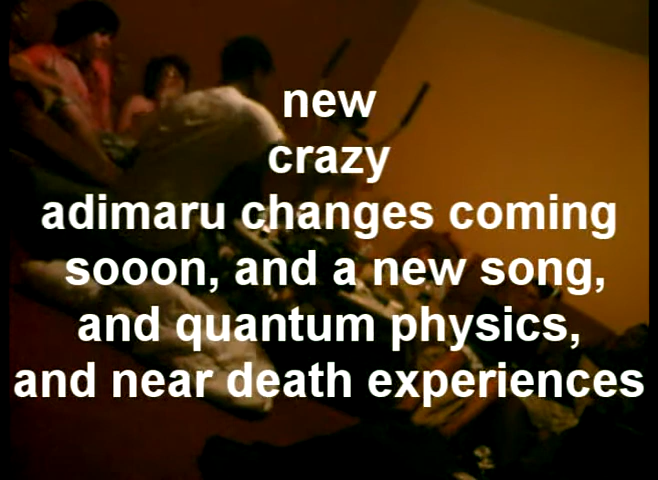 new
crazy
adimaru changes coming
sooon, and a new song,
and quantum physics,
and near death experiences